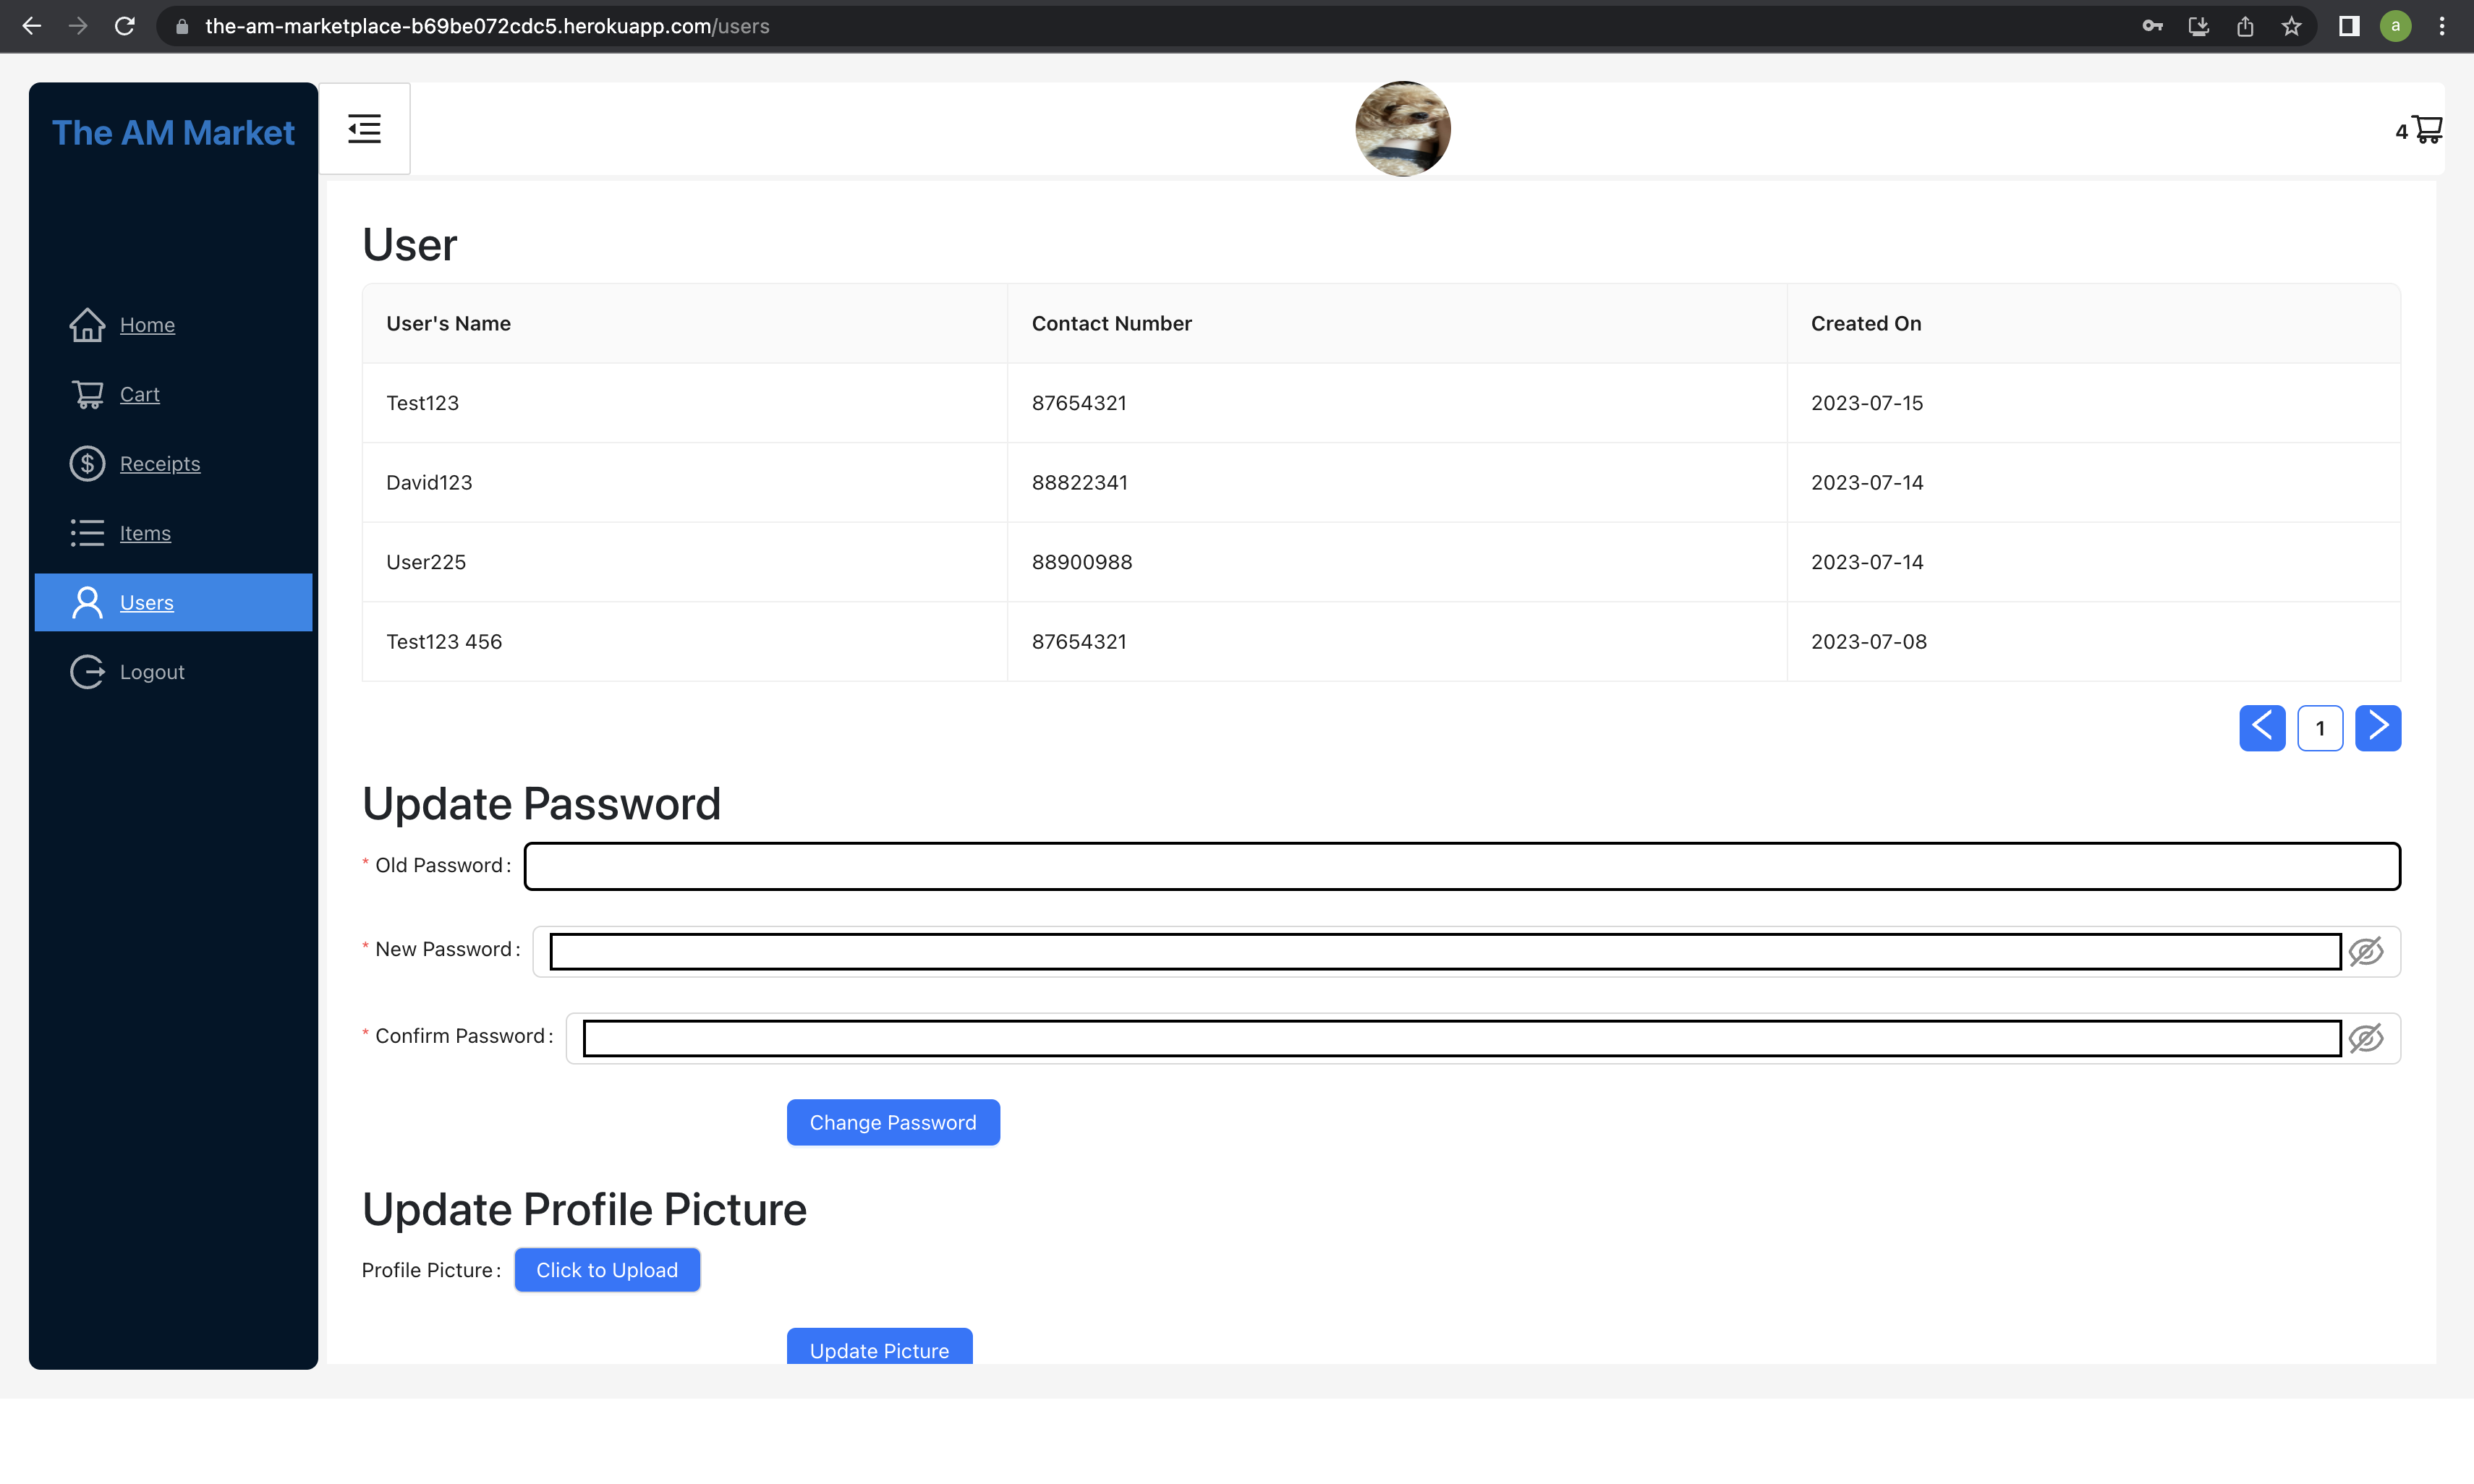 the-am-marketplace-b69be072cdc5.herokuapp.com/users
a
The AM Market
4
Home
Cart
Receipts
Items
Users
Logout
User
User's Name Contact Number Created On
Test123 87654321 2023-07-15
David123 88822341 2023-07-14
User225 88900988 2023-07-14
Test123 456 87654321 2023-07-08
1
Update Password
* Old Password:
* New Password:
* Confirm Password:
Change Password
Update Profile Picture
Profile Picture: Click to Upload
Update Picture